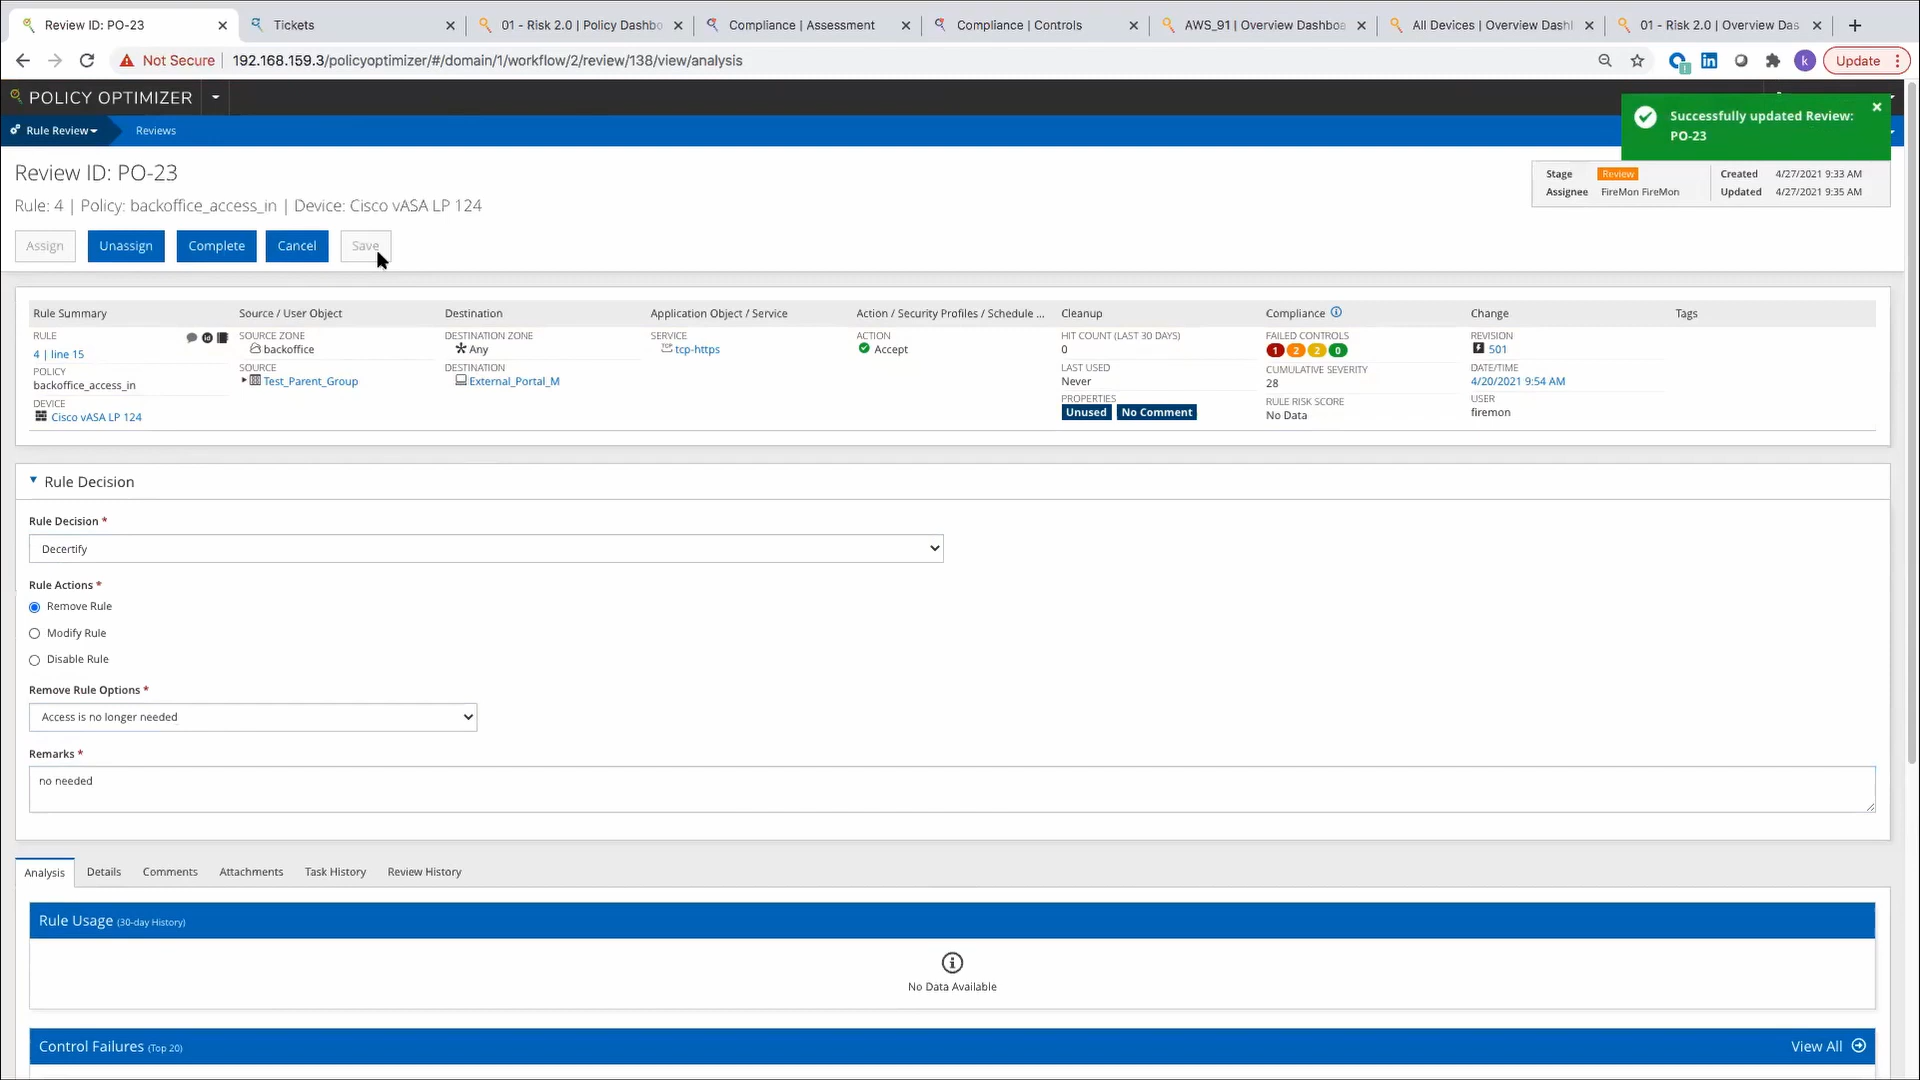 Review ID: PO-23
Tickets
01 - Risk 2.0 | Policy Dashbo
Compliance | Assessment
Compliance | Controls
AWS_91 | Overview Dashboa
All Devices | Overview Dashl
01 - Risk 2.0 | Overview Das
Not Secure
192.168.159.3/policyoptimizer/#/domain/1/workflow/2/review/138/view/analysis
1
k
Update
POLICY OPTIMIZER
Rule Review
Reviews
Successfully updated Review:
PO-23
Review ID: PO-23
Stage
Review
Created
4/27/2021 9:33 AM
Assignee
FireMon FireMon
Updated
4/27/2021 9:35 AM
Rule: 4 | Policy: backoffice_access_in | Device: Cisco vASA LP 124
Assign
Unassign
Complete
Cancel
Save
Rule Summary
Source / User Object
Destination
Application Object / Service
Action / Security Profiles / Schedule ...
Cleanup
Compliance
Change
Tags
RULE
4 | line 15
POLICY
backoffice_access_in
DEVICE
Cisco vASA LP 124
SOURCE ZONE
backoffice
SOURCE
Test_Parent_Group
DESTINATION ZONE
Any
DESTINATION
External_Portal_M
SERVICE
tcp-https
ACTION
Accept
HIT COUNT (LAST 30 DAYS)
0
LAST USED
Never
PROPERTIES
Unused
No Comment
FAILED CONTROLS
1 2 2 0
CUMULATIVE SEVERITY
28
RULE RISK SCORE
No Data
REVISION
501
DATE/TIME
4/20/2021 9:54 AM
USER
firemon
Rule Decision
Rule Decision *
Decertify
Rule Actions *
Remove Rule
Modify Rule
Disable Rule
Remove Rule Options *
Access is no longer needed
Remarks *
no needed
Analysis
Details
Comments
Attachments
Task History
Review History
Rule Usage (30-day History)
No Data Available
Control Failures (Top 20)
View All